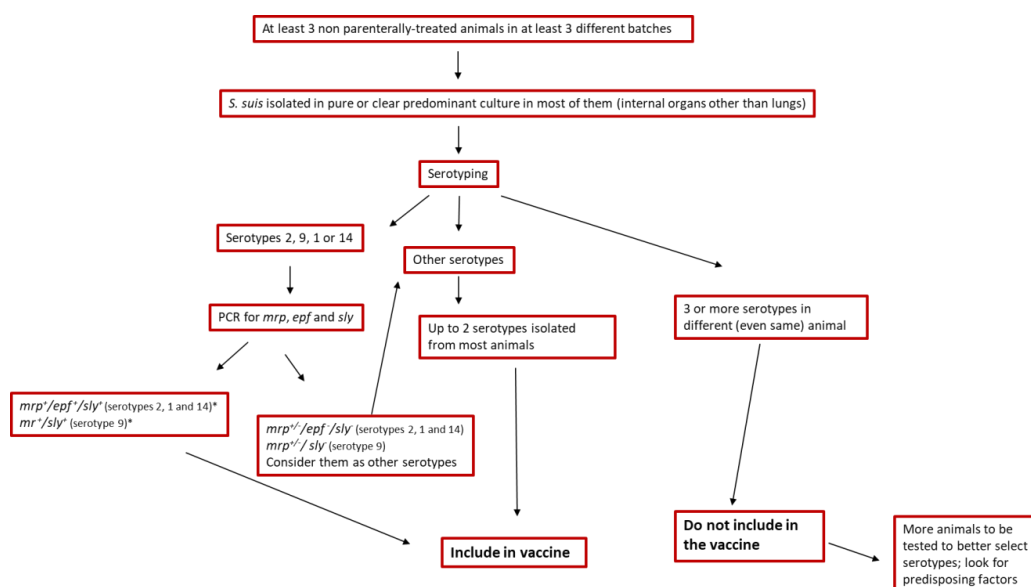 At least 3 non parenterally-treated animals in at least 3 different batches
S. suis isolated in pure or clear predominant culture in most of them (internal organs other than lungs)
Serotyping
Serotypes 2, 9, 1 or 14
Other serotypes
PCR for mrp, epf and sly
Up to 2 serotypes isolated
from most animals
3 or more serotypes in
different (even same) animal
mrp⁺/epf⁺/sly⁺ (serotypes 2, 1 and 14)*
mr⁺/sly⁺ (serotype 9)*
mrp⁺/⁻/epf⁻/sly⁻ (serotypes 2, 1 and 14)
mrp⁺/⁻/ sly⁻ (serotype 9)
Consider them as other serotypes
Include in vaccine
Do not include in
the vaccine
More animals to be
tested to better select
serotypes; look for
predisposing factors